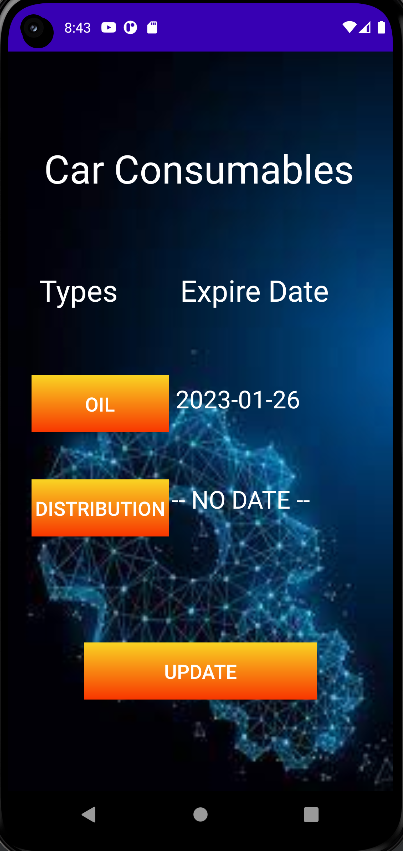 8:43
Car Consumables
Types Expire Date
OIL 2023-01-26
DISTRIBUTION -- NO DATE --
UPDATE